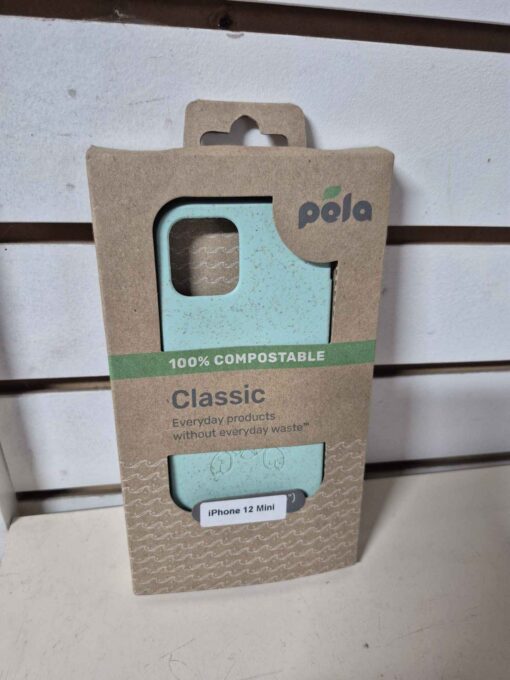 pela
100% COMPOSTABLE
Classic
Everyday products
without everyday waste™
iPhone 12 Mini